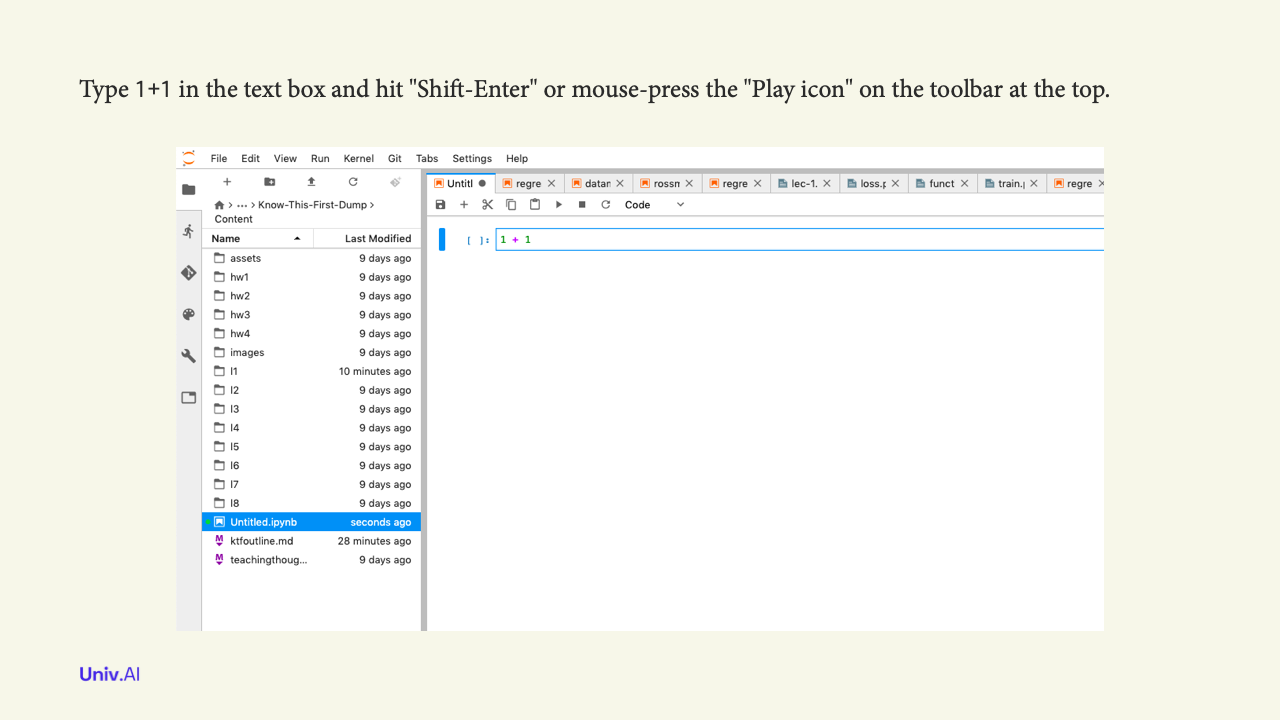 Type 1+1 in the text box and hit "Shift-Enter" or mouse-press the "Play icon" on the toolbar at the top.
File Edit View Run Kernel Git Tabs Settings Help
Untitl regre datan rossm regre lec-1. loss.p funct train.p regre
... > Know-This-First-Dump >
Content
Code
Name Last Modified
[ ]: 1 + 1
assets 9 days ago
hw1 9 days ago
hw2 9 days ago
hw3 9 days ago
hw4 9 days ago
images 9 days ago
l1 10 minutes ago
l2 9 days ago
l3 9 days ago
l4 9 days ago
l5 9 days ago
l6 9 days ago
l7 9 days ago
l8 9 days ago
Untitled.ipynb seconds ago
ktfoutline.md 28 minutes ago
teachingthoug... 9 days ago
Univ.AI